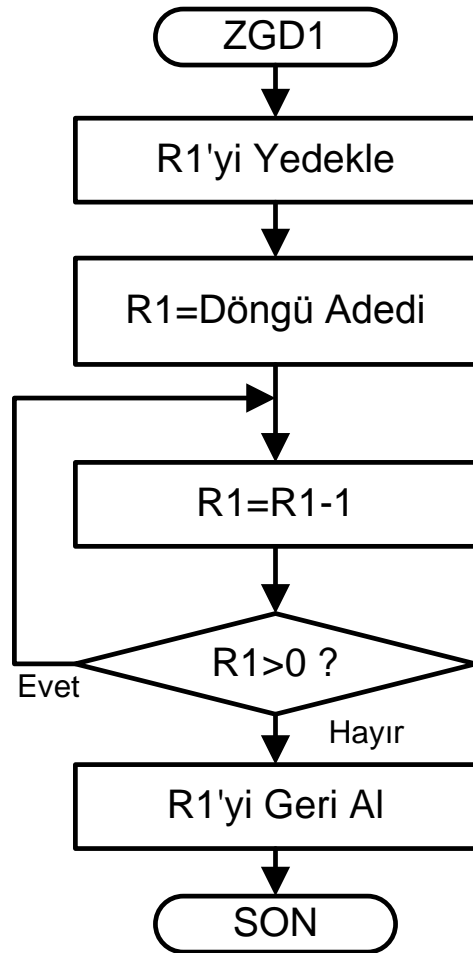 ZGD1
R1'yi Yedekle
R1=Döngü Adedi
R1=R1-1
R1>0 ?
Evet
Hayır
R1'yi Geri Al
SON